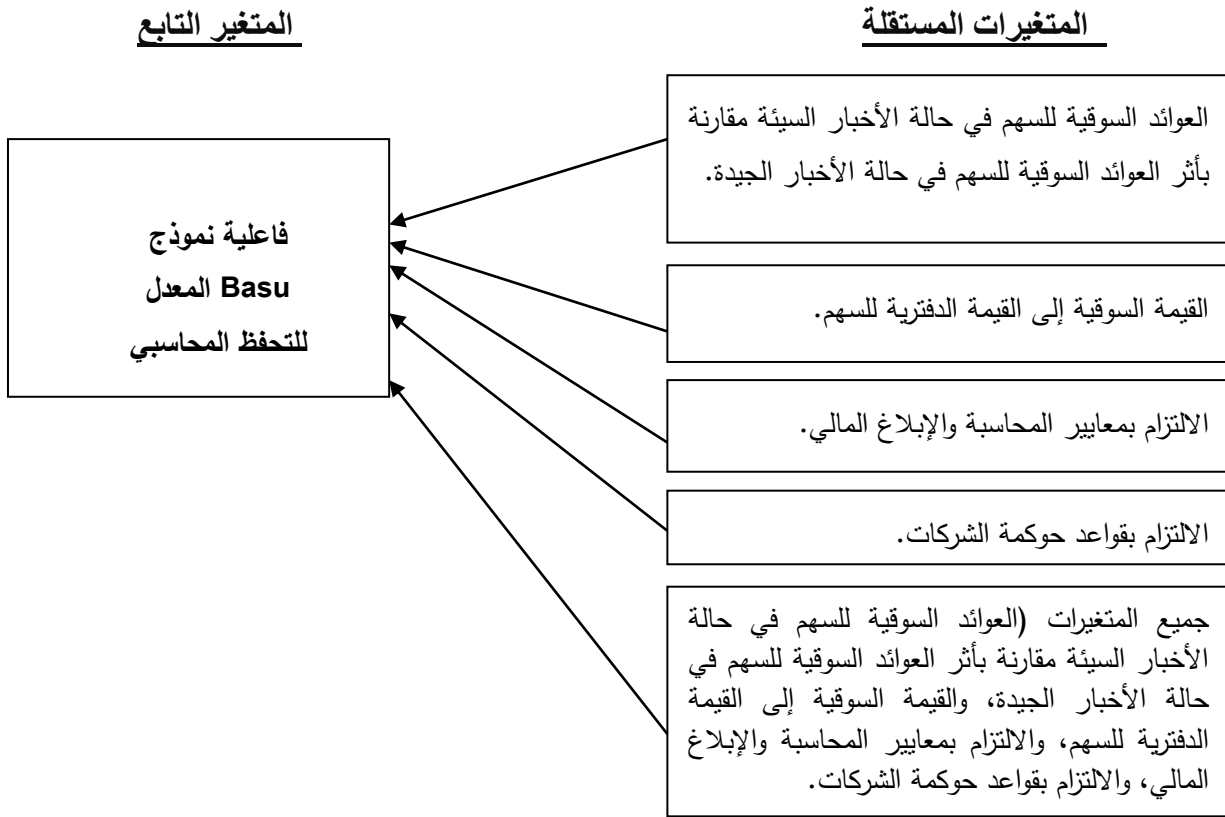 المتغيرات المستقلة
المتغير التابع
العوائد السوقية للسهم في حالة الأخبار السيئة مقارنة
بأثر العوائد السوقية للسهم في حالة الأخبار الجيدة.
القيمة السوقية إلى القيمة الدفترية للسهم.
الالتزام بمعايير المحاسبة والإبلاغ المالي.
الالتزام بقواعد حوكمة الشركات.
جميع المتغيرات (العوائد السوقية للسهم في حالة
الأخبار السيئة مقارنة بأثر العوائد السوقية للسهم في
حالة الأخبار الجيدة، والقيمة السوقية إلى القيمة
الدفترية للسهم، والالتزام بمعايير المحاسبة والإبلاغ
المالي، والالتزام بقواعد حوكمة الشركات.
فاعلية نموذج
Basu المعدل
للتحفظ المحاسبي